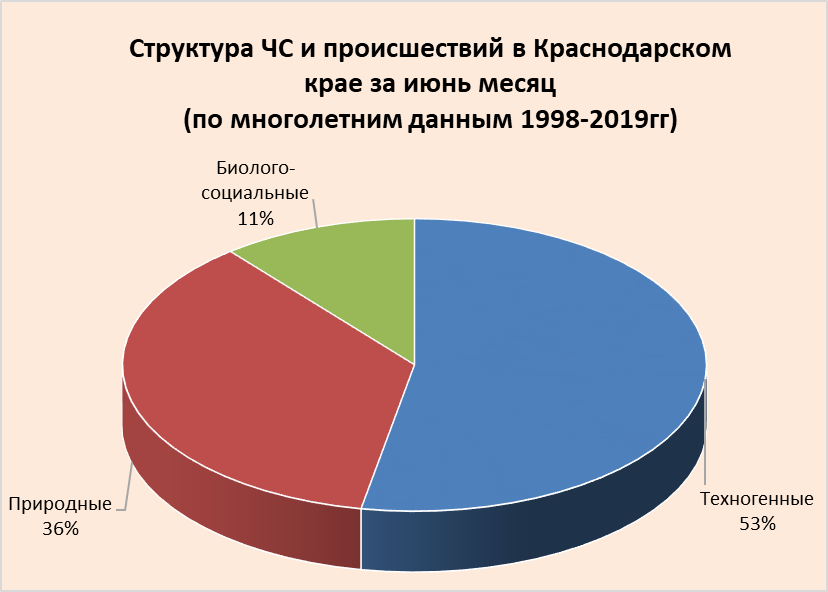 Структура ЧС и происшествий в Краснодарском
крае за июнь месяц
(по многолетним данным 1998-2019гг)
Биолого-
социальные
11%
Природные
36%
Техногенные
53%